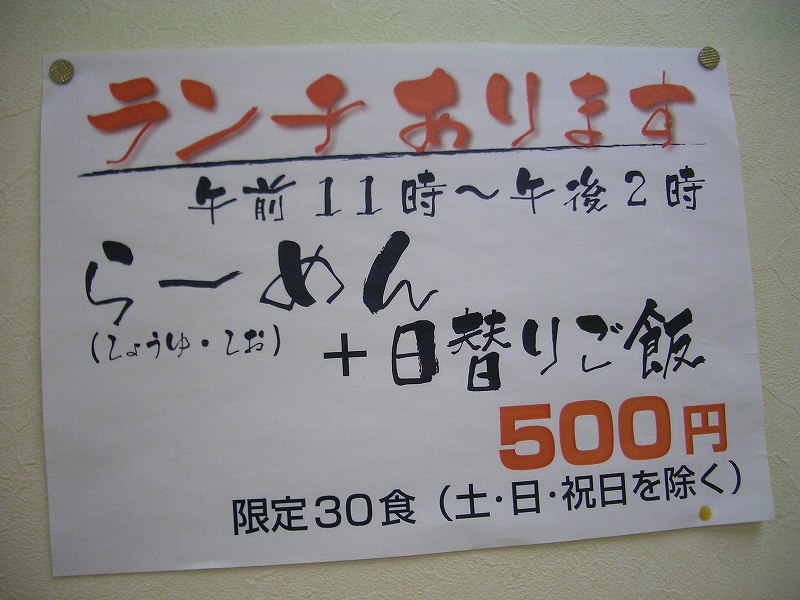 ランチあります
午前11時～午後2時
らーめん
(しょうゆ・しお)
+日替りご飯
500円
限定30食(土・日・祝日を除く)